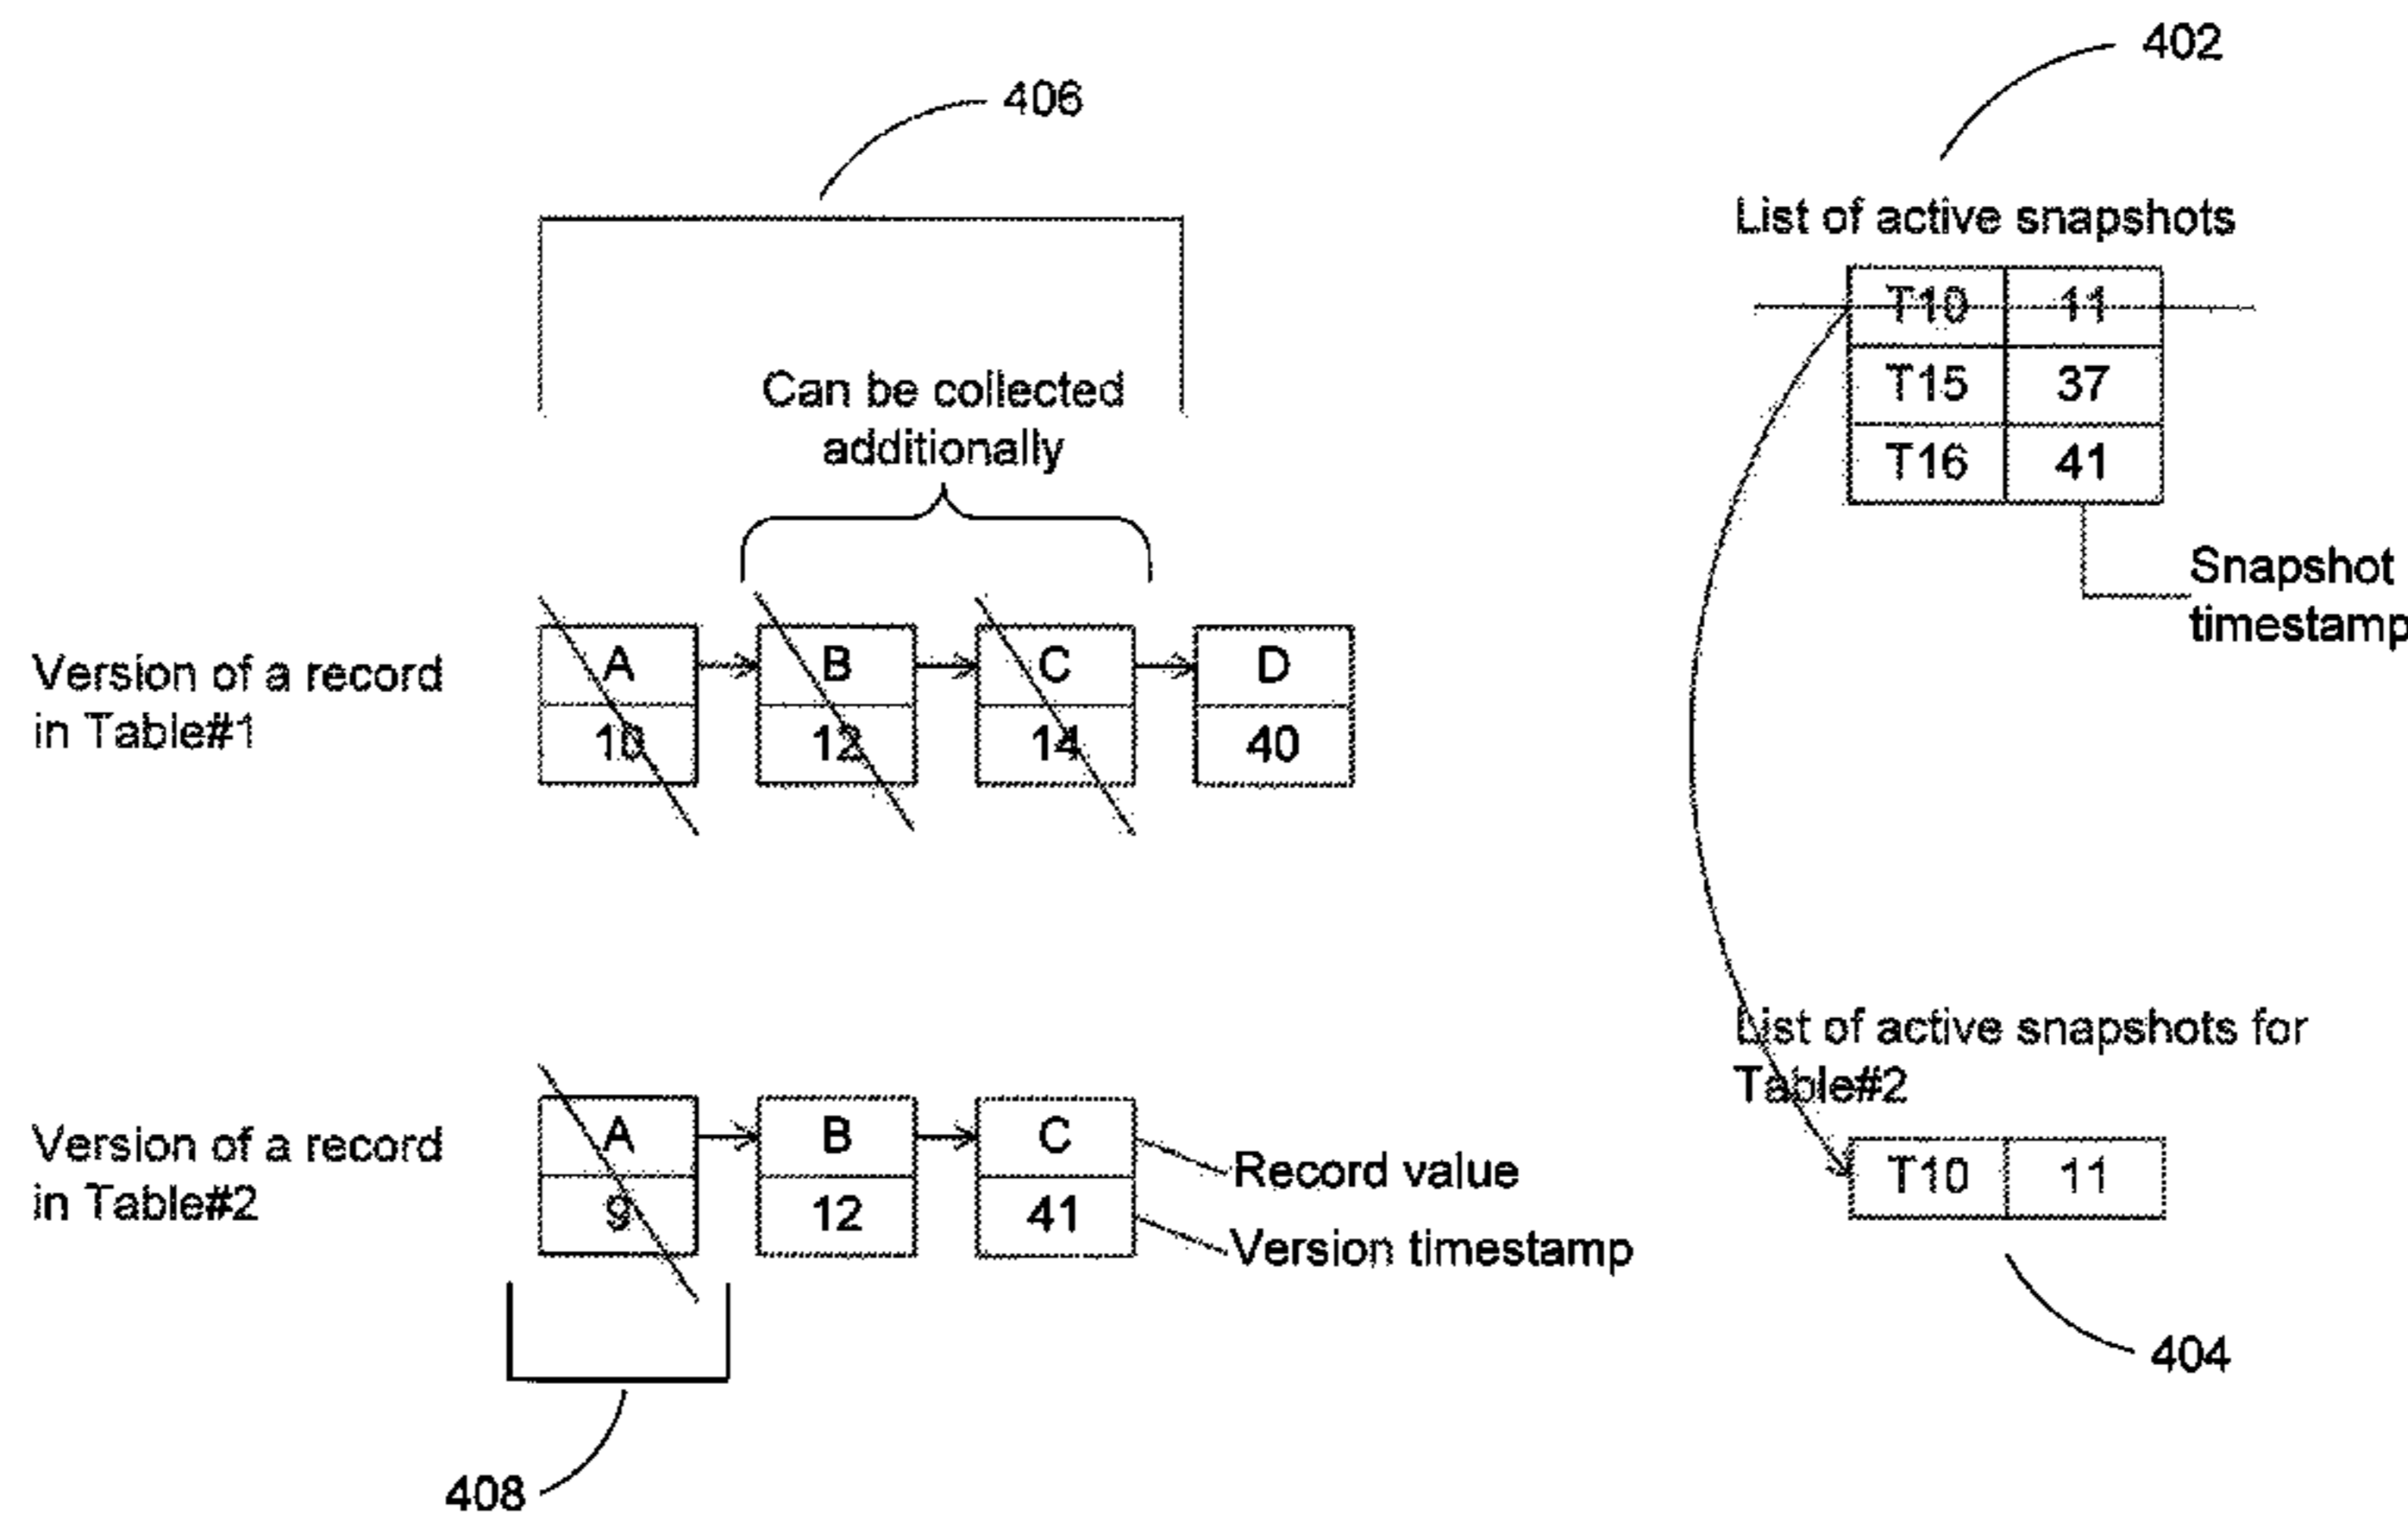 402
406
List of active snapshots
T10 11
T15 37
T16 41
Snapshot
timestamp
Can be collected
additionally
Version of a record
in Table#1
A B C D
10 12 14 40
List of active snapshots for
Table#2
T10 11
Version of a record
in Table#2
A B C
9 12 41
Record value
Version timestamp
404
408